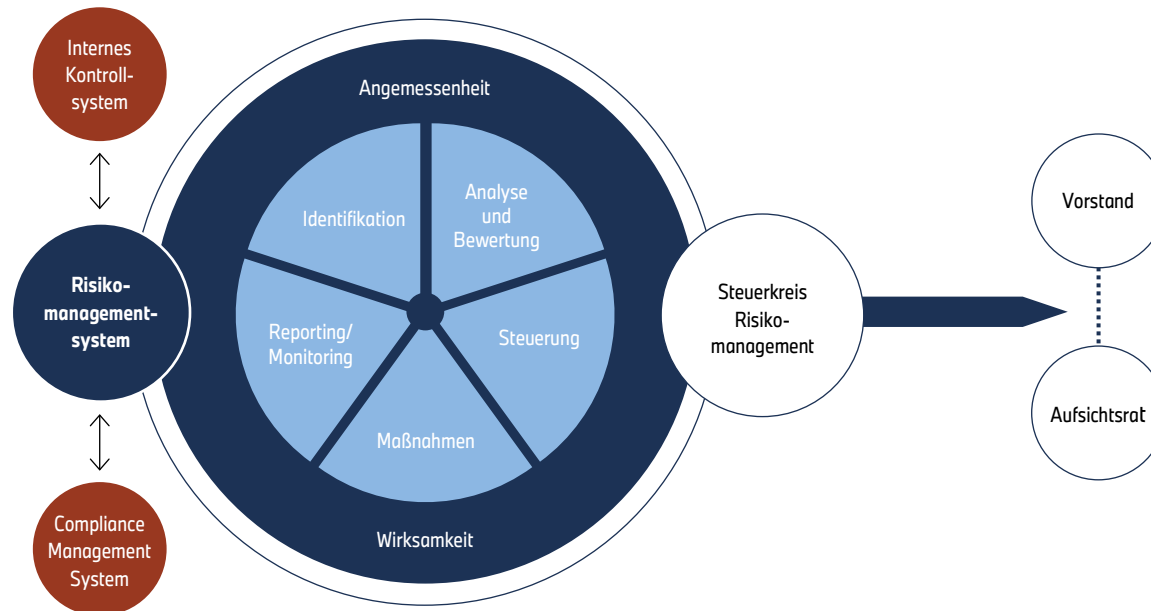 Internes
Kontroll-
system
Risiko-
management-
system
Compliance
Management
System
Angemessenheit
Identifikation
Analyse
und
Bewertung
Reporting/
Monitoring
Steuerung
Maßnahmen
Wirksamkeit
Steuerkreis
Risiko-
management
Vorstand
Aufsichtsrat